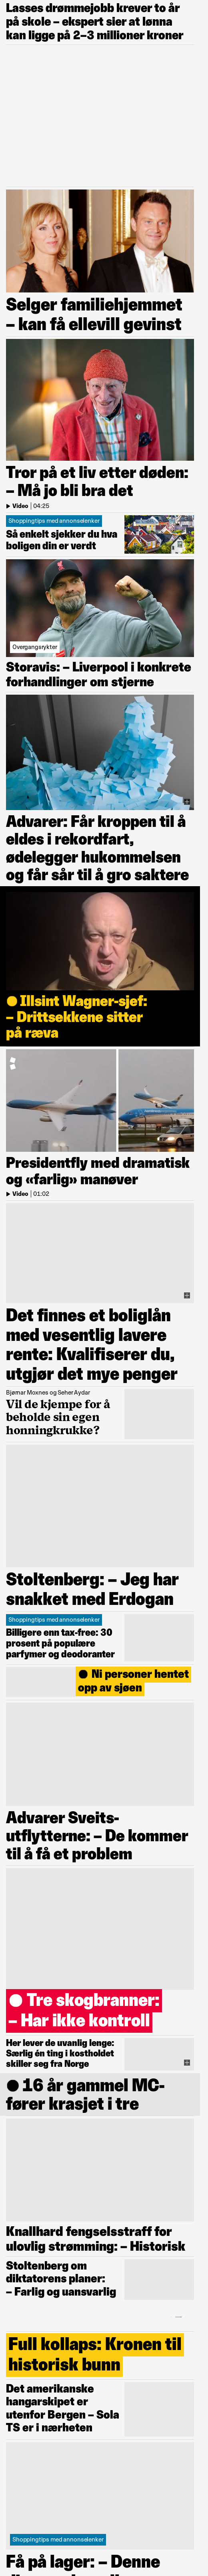 Lasses drømmejobb krever to år
på skole – ekspert sier at lønna
kan ligge på 2–3 millioner kroner
Selger familiehjemmet
– kan få ellevill gevinst
Tror på et liv etter døden:
– Må jo bli bra det
Video | 04:25
Shoppingtips med annonselenker
Så enkelt sjekker du hva
boligen din er verdt
Overgangsrykter
Storavis: – Liverpool i konkrete
forhandlinger om stjerne
Advarer: Får kroppen til å
eldes i rekordfart,
ødelegger hukommelsen
og får sår til å gro saktere
Illsint Wagner-sjef:
– Drittsekkene sitter
på ræva
Presidentfly med dramatisk
og «farlig» manøver
Video | 01:02
Det finnes et boliglån
med vesentlig lavere
rente: Kvalifiserer du,
utgjør det mye penger
Bjørnar Moxnes og Seher Aydar
Vil de kjempe for å
beholde sin egen
honningkrukke?
Stoltenberg: – Jeg har
snakket med Erdogan
Shoppingtips med annonselenker
Billigere enn tax-free: 30
prosent på populære
parfymer og deodoranter
Ni personer hentet
opp av sjøen
Advarer Sveits-
utflytterne: – De kommer
til å få et problem
Tre skogbranner:
– Har ikke kontroll
Her lever de uvanlig lenge:
Særlig én ting i kostholdet
skiller seg fra Norge
16 år gammel MC-
fører krasjet i tre
Knallhard fengselsstraff for
ulovlig strømming: – Historisk
Stoltenberg om
diktatorens planer:
– Farlig og uansvarlig
Full kollaps: Kronen til
historisk bunn
Det amerikanske
hangarskipet er
utenfor Bergen – Sola
TS er i nærheten
Shoppingtips med annonselenker
Få på lager: – Denne